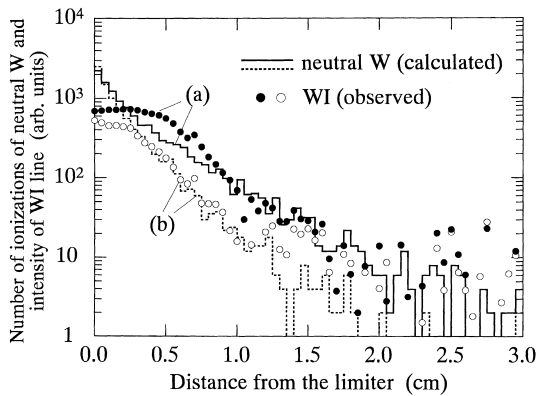 Number of ionizations of neutral W and
intensity of WI line (arb. units)
10⁴
10³
10²
10
1
neutral W (calculated)
WI (observed)
(a)
(b)
0.0 0.5 1.0 1.5 2.0 2.5 3.0
Distance from the limiter (cm)